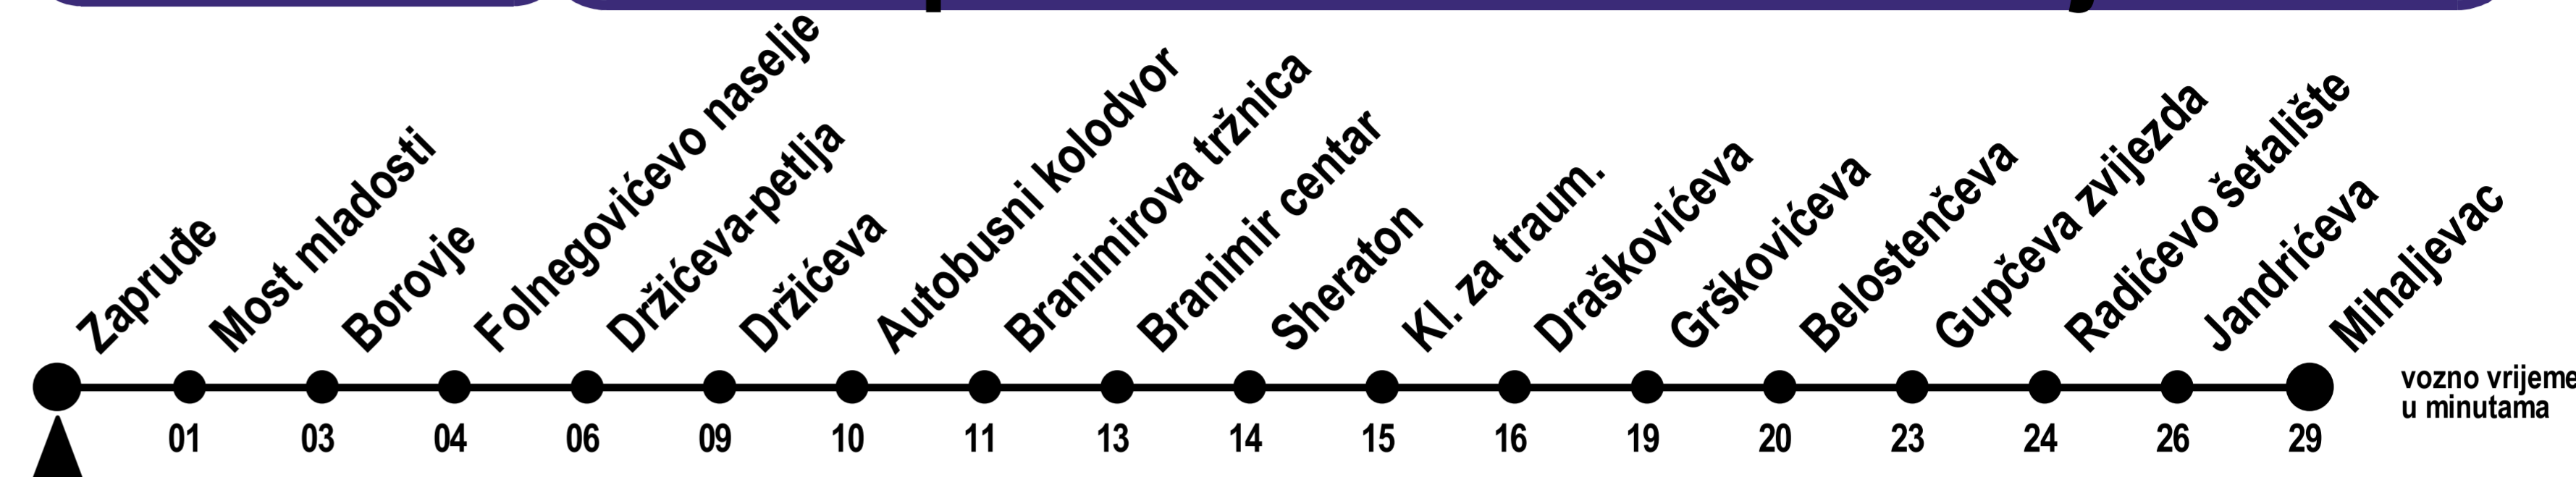 Zapruđe
Most mladosti
Borovje
Folnegovićevo naselje
Držićeva-petlja
Držićeva
Autobusni kolodvor
Branimirova tržnica
Branimir centar
Sheraton
Kl. za traum.
Draškovićeva
Grškovićeva
Belostenčeva
Gupčeva zvijezda
Radićevo šetalište
Jandrićeva
Mihaljevac
01 03 04 06 09 10 11 13 14 15 16 19 20 23 24 26 29
vozno vrijeme
u minutama